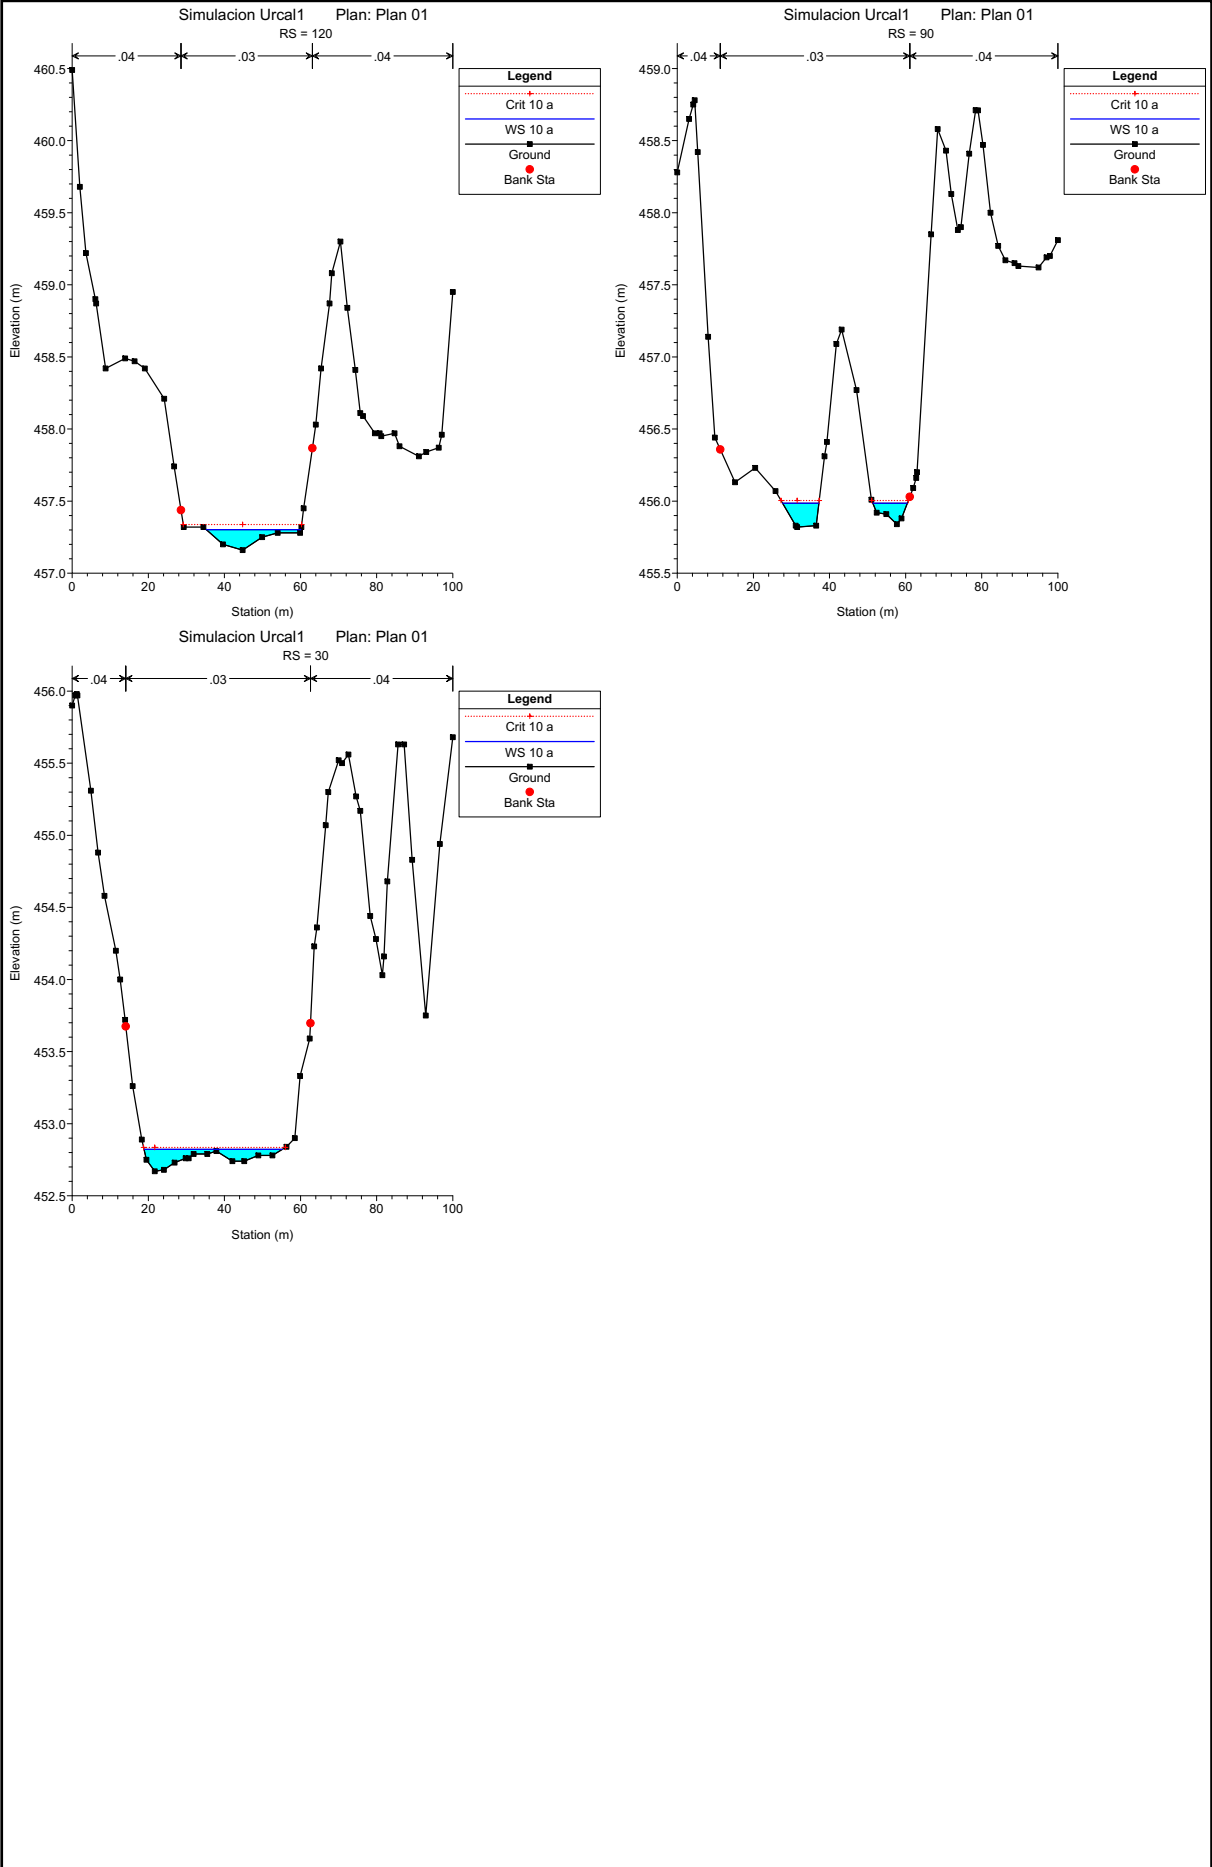 Simulacion Urcal1 Plan: Plan 01
RS = 120
.04 .03 .04
Legend
Crit 10 a
WS 10 a
Ground
Bank Sta
460.5
460.0
459.5
459.0
458.5
458.0
457.5
457.0
Elevation (m)
0 20 40 60 80 100
Station (m)
Simulacion Urcal1 Plan: Plan 01
RS = 90
.04 .03 .04
Legend
Crit 10 a
WS 10 a
Ground
Bank Sta
459.0
458.5
458.0
457.5
457.0
456.5
456.0
455.5
Elevation (m)
0 20 40 60 80 100
Station (m)
Simulacion Urcal1 Plan: Plan 01
RS = 30
.04 .03 .04
Legend
Crit 10 a
WS 10 a
Ground
Bank Sta
456.0
455.5
455.0
454.5
454.0
453.5
453.0
452.5
Elevation (m)
0 20 40 60 80 100
Station (m)